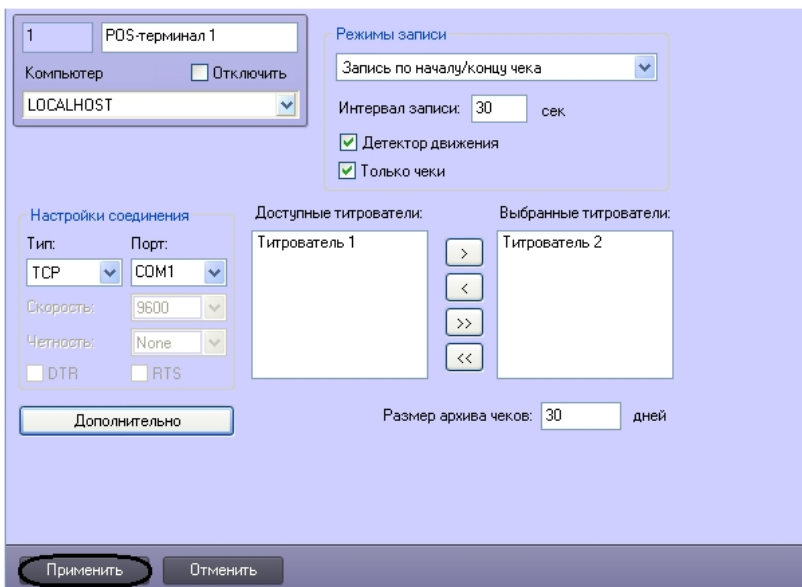 1 POS-терминал 1
Компьютер Отключить
LOCALHOST
Режимы записи
Запись по началу/концу чека
Интервал записи: 30 сек
Детектор движения
Только чеки
Настройки соединения
Тип: Порт:
TCP COM1
Скорость: 9600
Четность: None
DTR RTS
Дополнительно
Доступные титрователи: Выбранные титрователи:
Титрователь 1 Титрователь 2
>
<
>>
<<
Размер архива чеков: 30 дней
Применить Отменить